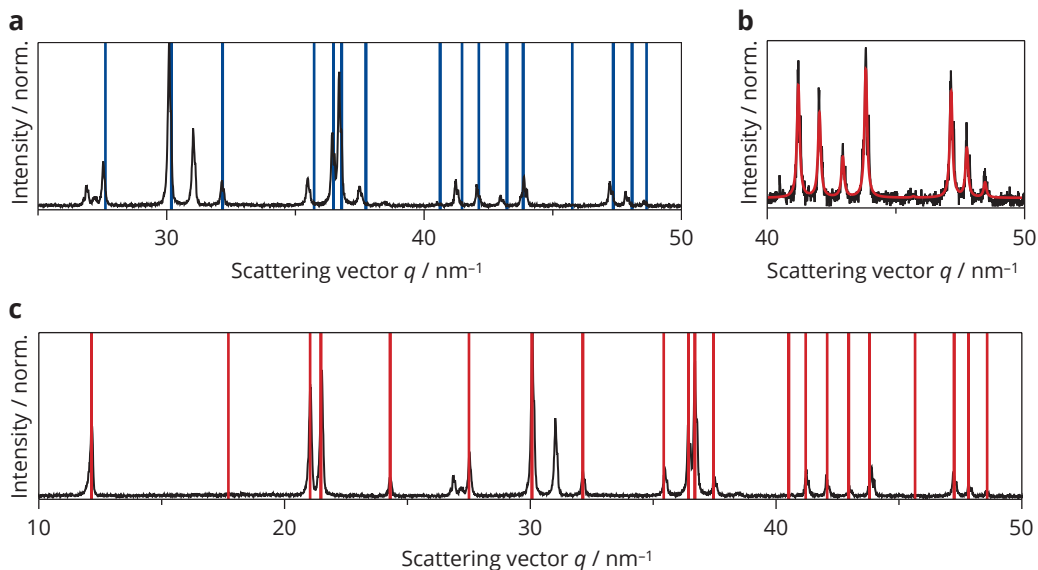 a
b
Intensity / norm.
Intensity / norm.
30
40
50
40
50
Scattering vector q / nm⁻¹
Scattering vector q / nm⁻¹
c
Intensity / norm.
10
20
30
40
50
Scattering vector q / nm⁻¹